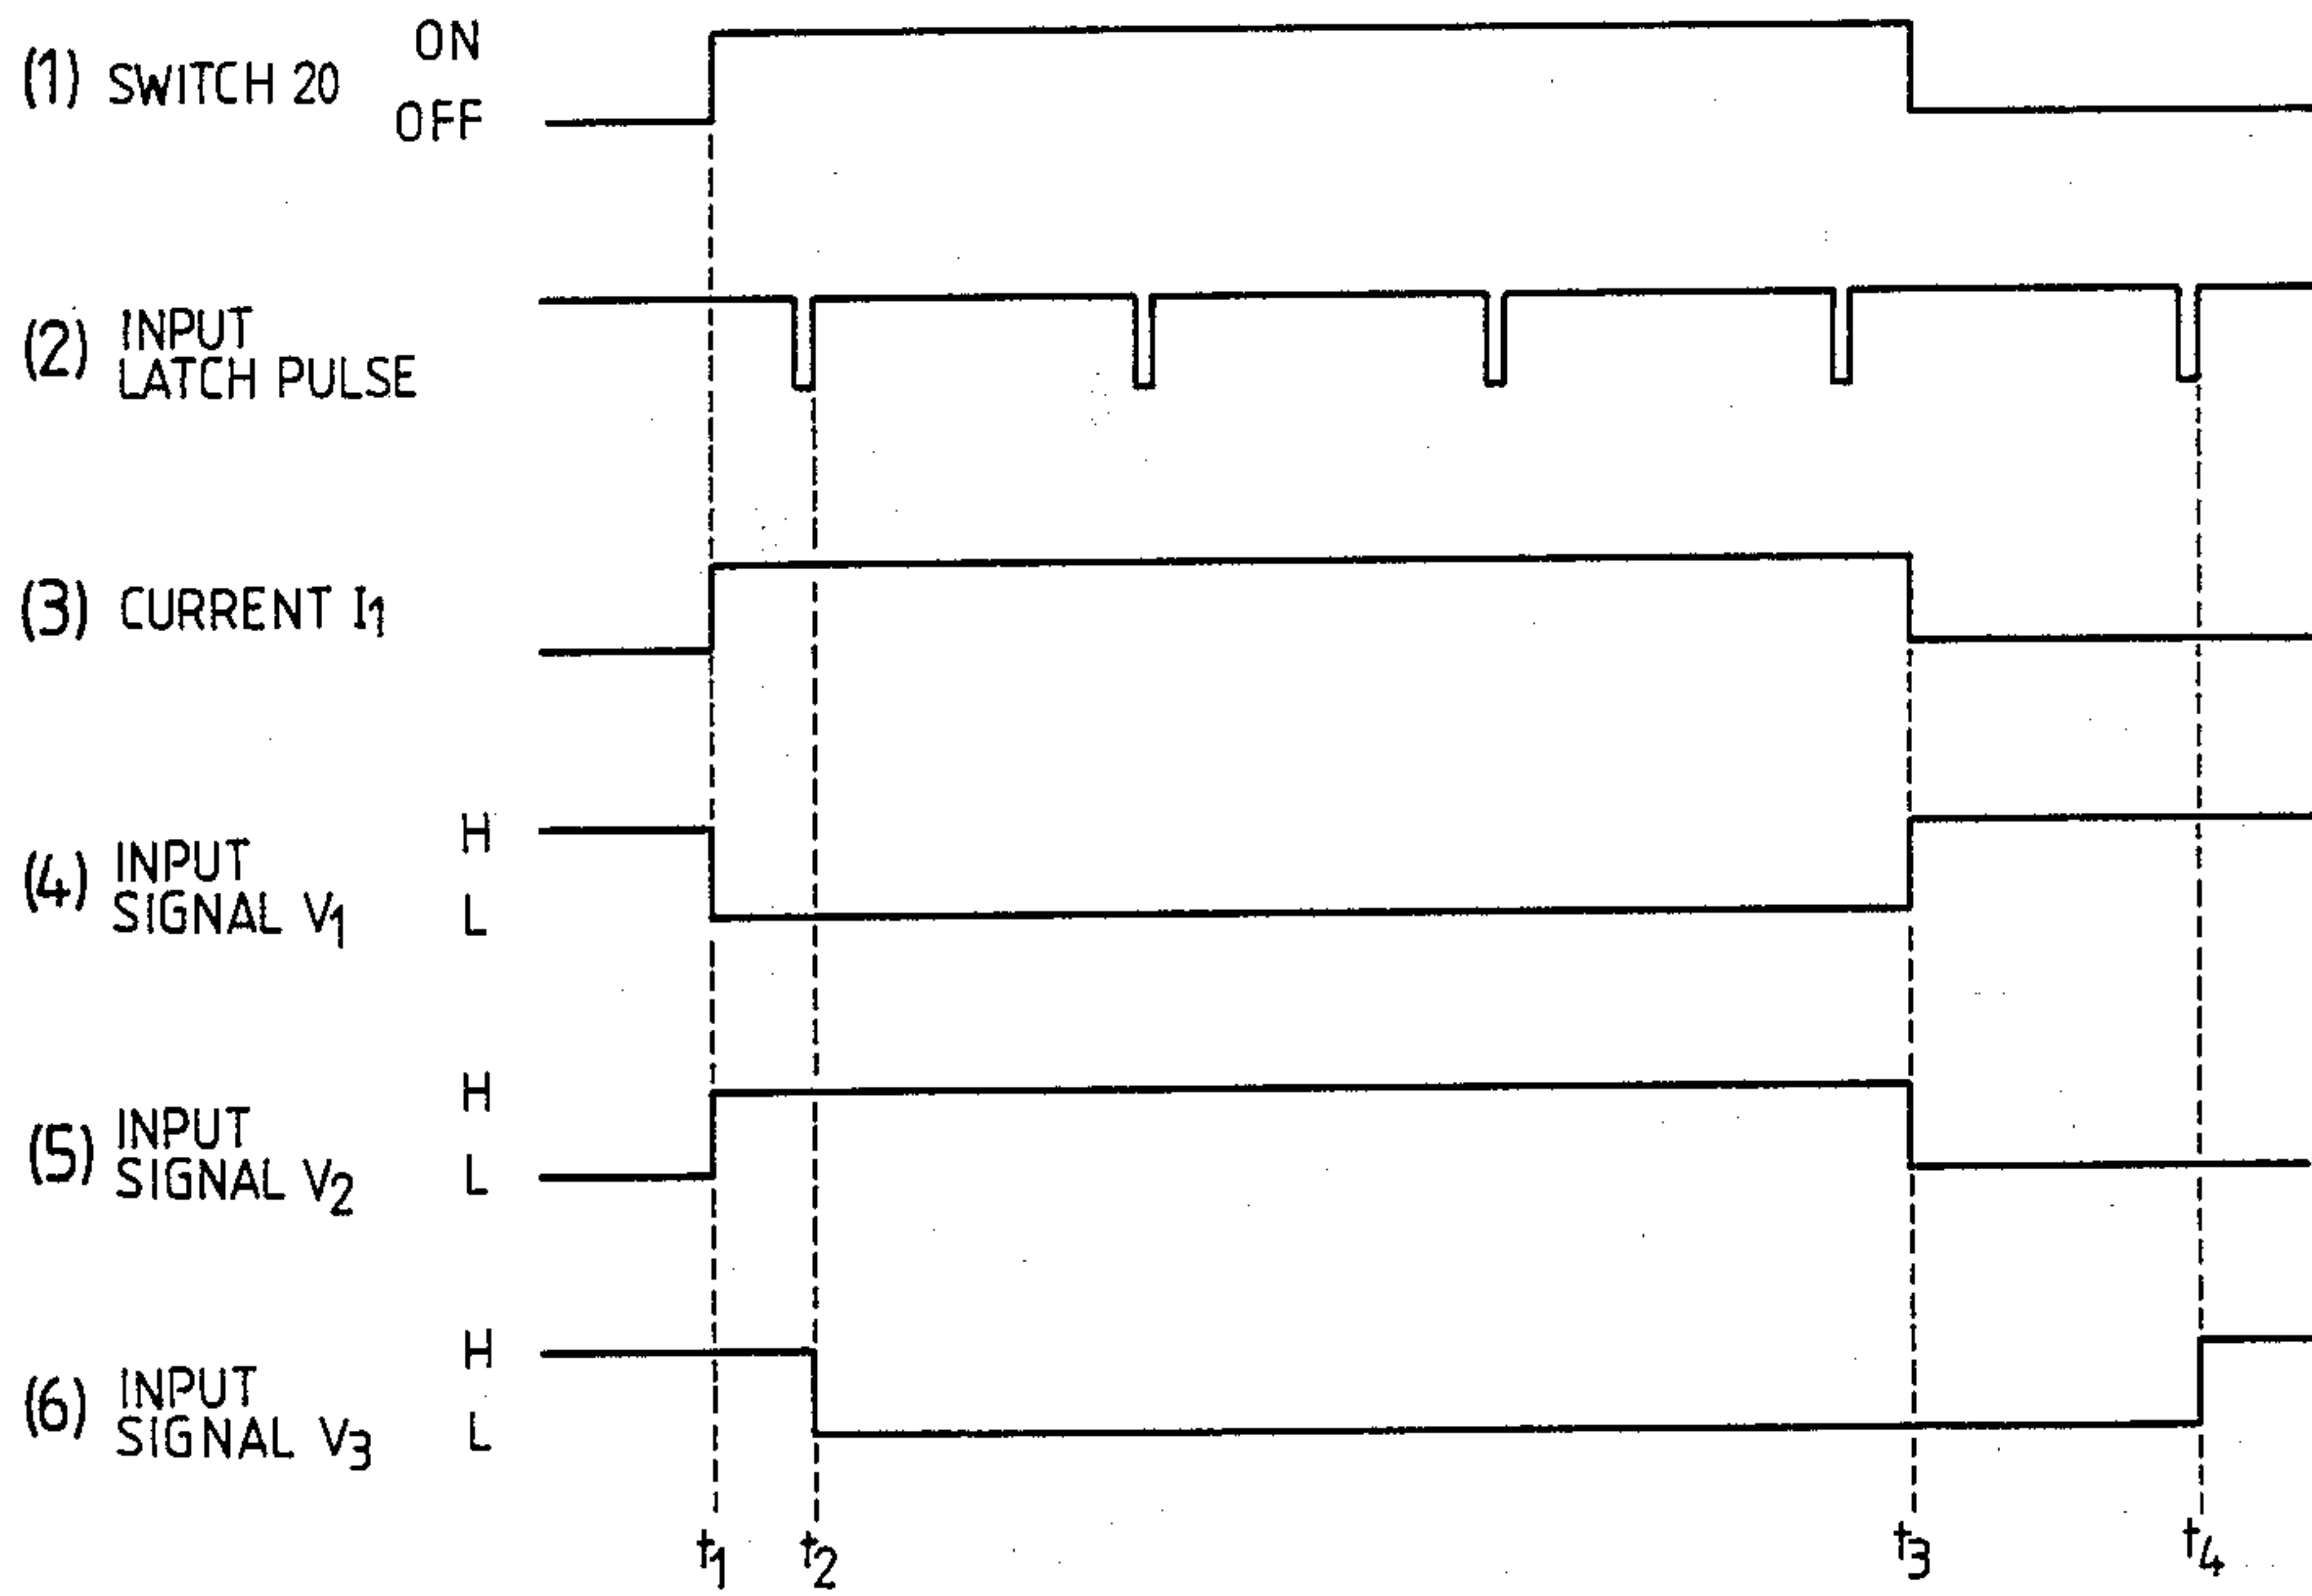 (1) SWITCH 20 ON
OFF
(2) INPUT
LATCH PULSE
(3) CURRENT I1
(4) INPUT
SIGNAL V1
H
L
(5) INPUT
SIGNAL V2
H
L
(6) INPUT
SIGNAL V3
H
L
t1 t2 t3 t4